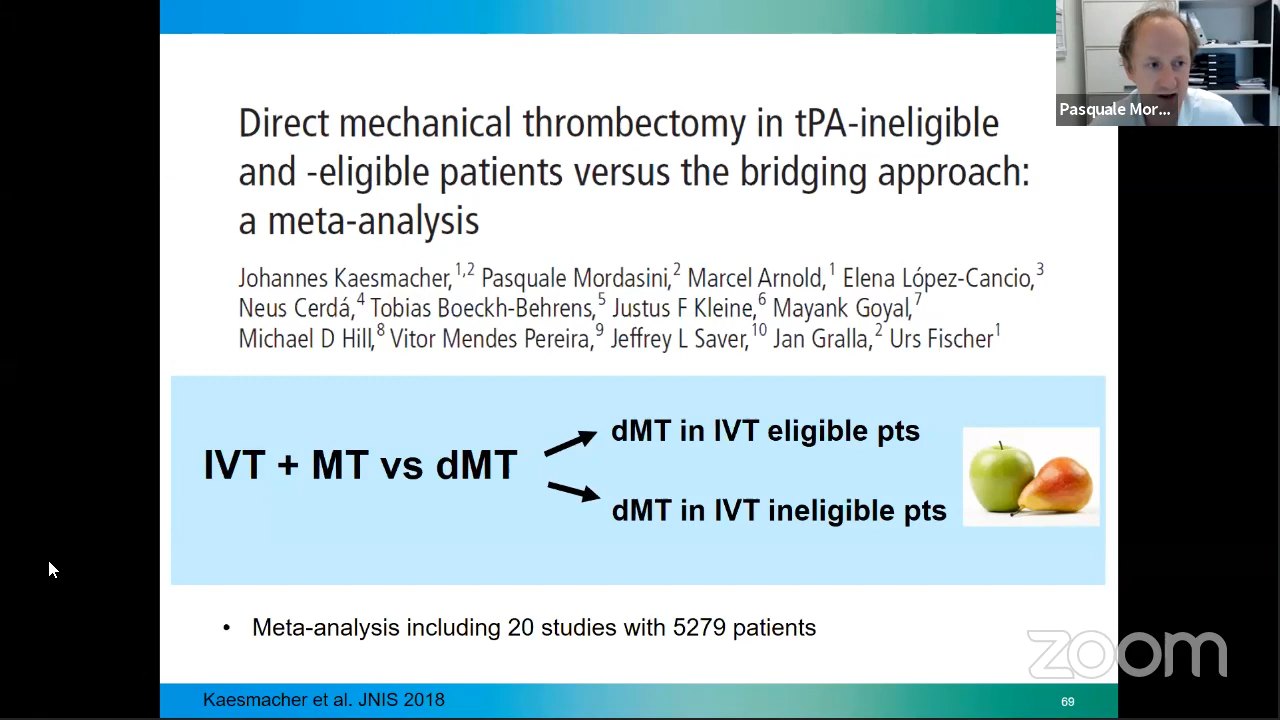 Direct mechanical thrombectomy in tPA-ineligible
and -eligible patients versus the bridging approach:
a meta-analysis
Johannes Kaesmacher,1,2 Pasquale Mordasini,2 Marcel Arnold,1 Elena López-Cancio,3
Neus Cerdá,4 Tobias Boeckh-Behrens,5 Justus F Kleine,6 Mayank Goyal,7
Michael D Hill,8 Vitor Mendes Pereira,9 Jeffrey L Saver,10 Jan Gralla,2 Urs Fischer1
IVT + MT vs dMT
dMT in IVT eligible pts
dMT in IVT ineligible pts
• Meta-analysis including 20 studies with 5279 patients
Kaesmacher et al. JNIS 2018
69
Pasquale Mor...
zoom